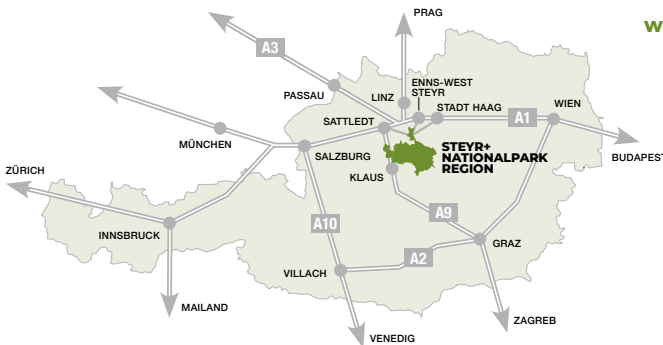 PRAG
w
A3
ENNS-WEST
STEYR
PASSAU
LINZ
STADT HAAG
WIEN
SATTLEDT
A1
MÜNCHEN
SALZBURG
STEYR+
NATIONALPARK
REGION
BUDAPEST
ZÜRICH
KLAUS
A10
A9
INNSBRUCK
GRAZ
A2
VILLACH
MAILAND
ZAGREB
VENEDIG